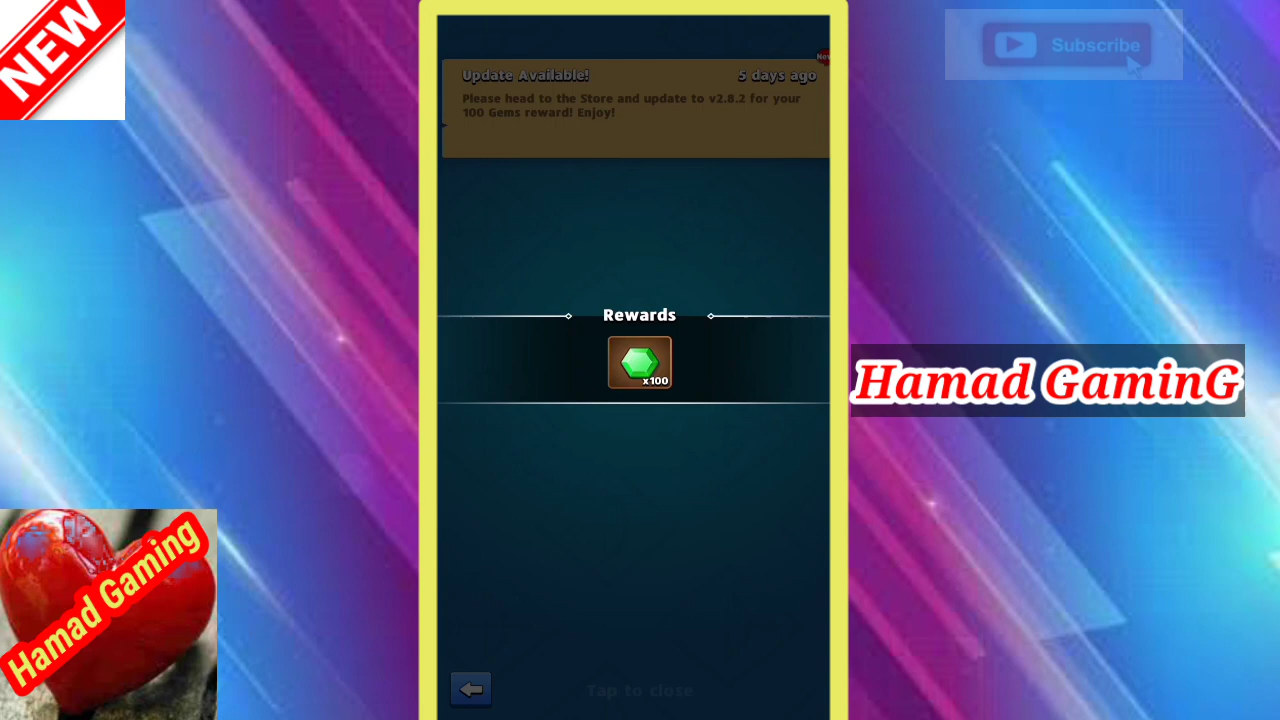 NEW
Subscribe
New
Update Available!
5 days ago
Please head to the Store and update to v2.8.2 for your
100 Gems reward! Enjoy!
Rewards
x100
Hamad GaminG
Hamad Gaming
Tap to close